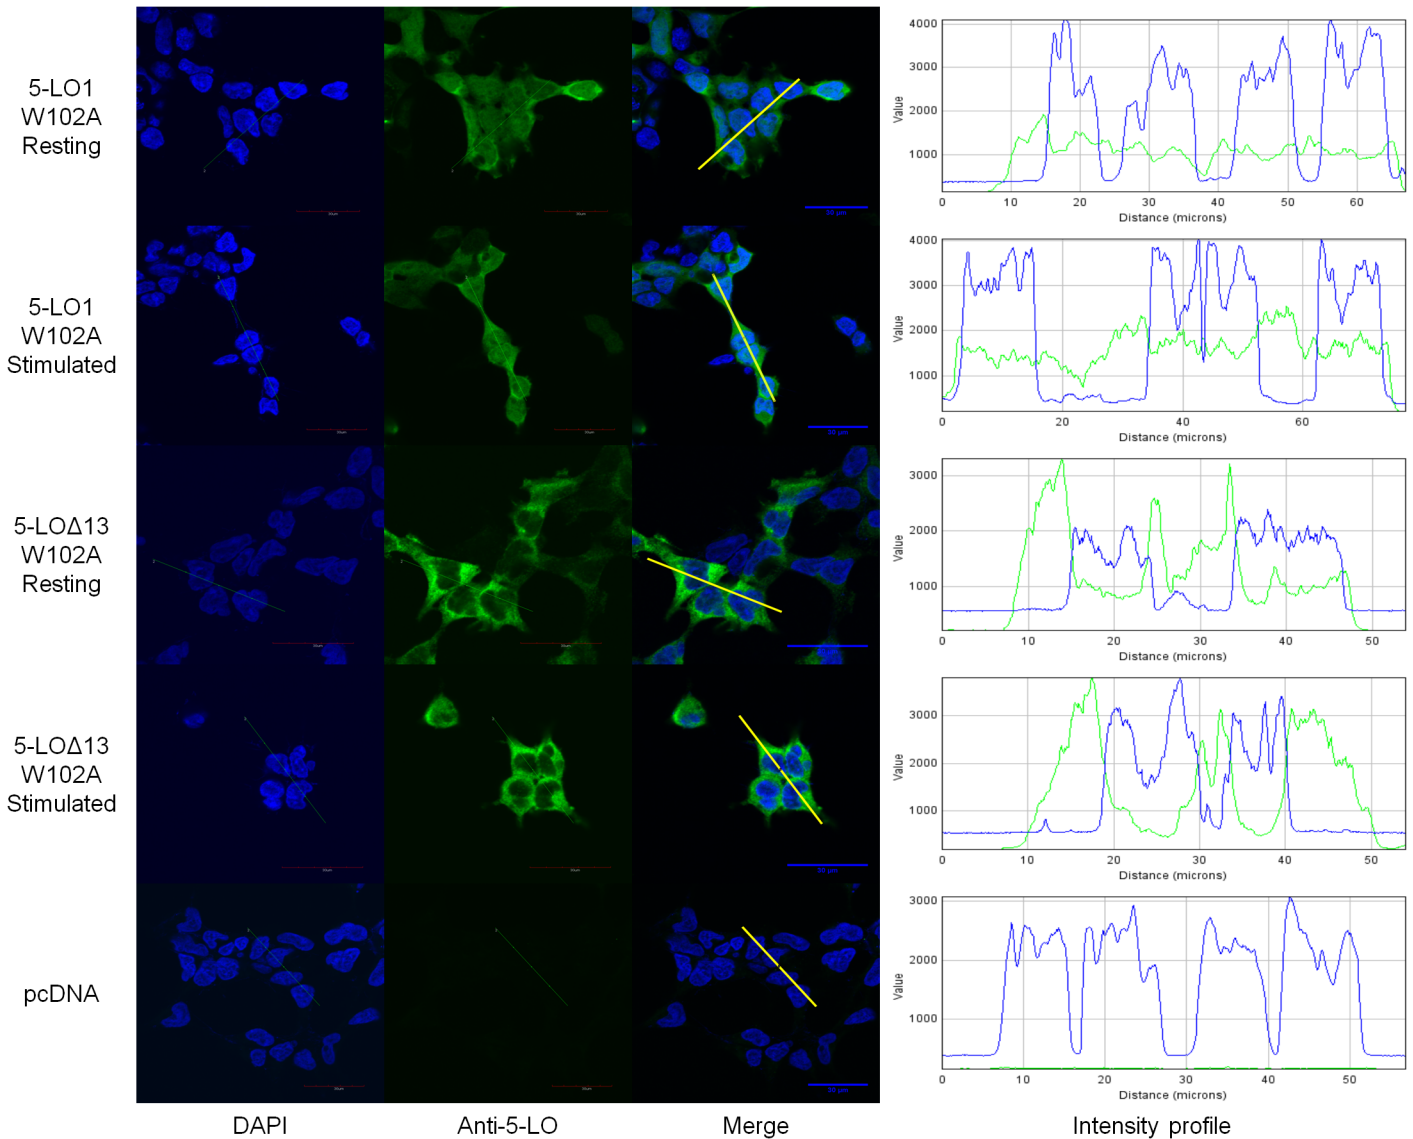 5-LO1
W102A
Resting
4000
3000
2000
1000
Value
0 10 20 30 40 50 60
Distance (microns)
5-LO1
W102A
Stimulated
4000
3000
2000
1000
Value
0 20 40 60
Distance (microns)
5-LOΔ13
W102A
Resting
3000
2000
1000
Value
0 10 20 30 40 50
Distance (microns)
5-LOΔ13
W102A
Stimulated
3000
2000
1000
Value
0 10 20 30 40 50
Distance (microns)
pcDNA
3000
2000
1000
Value
0 10 20 30 40 50
Distance (microns)
DAPI Anti-5-LO Merge Intensity profile